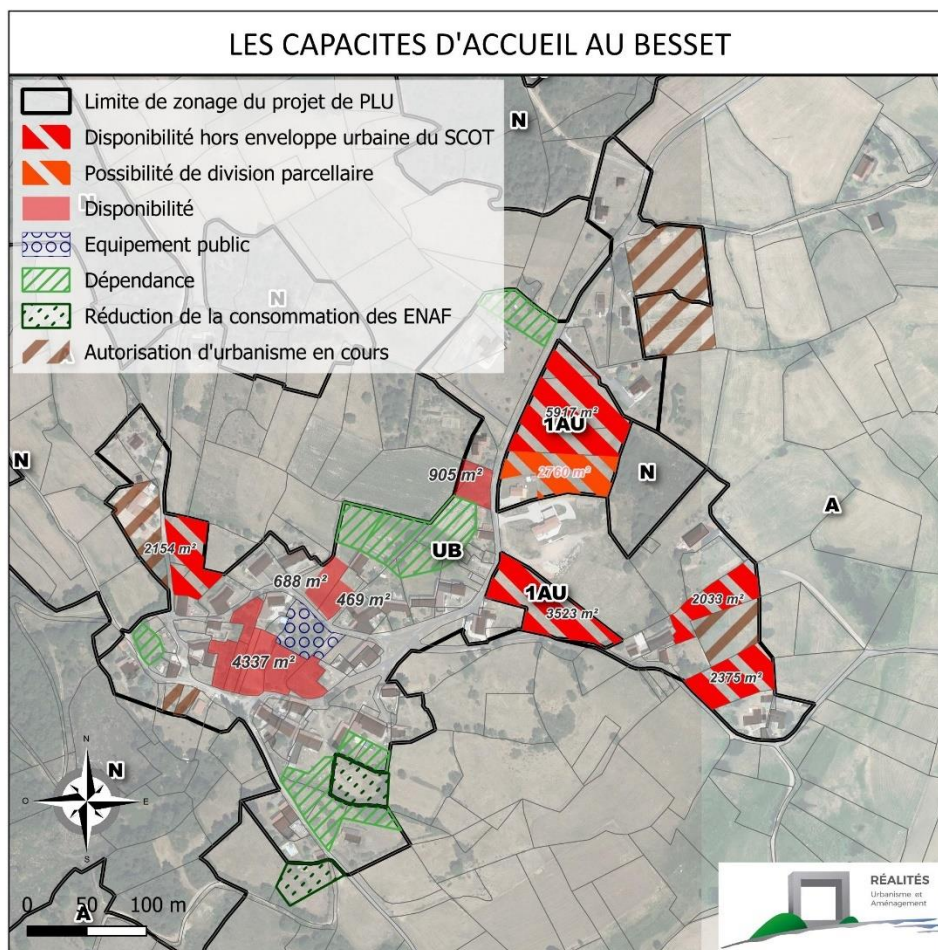 LES CAPACITES D'ACCUEIL AU BESSET
Limite de zonage du projet de PLU
Disponibilité hors enveloppe urbaine du SCOT
Possibilité de division parcellaire
Disponibilité
Equipement public
Dépendance
Réduction de la consommation des ENAF
Autorisation d'urbanisme en cours
N
N
N
A
5917 m²
1AU
2760 m²
905 m²
N
N
A
UB
2154 m²
688 m²
469 m²
1AU
3523 m²
2033 m²
4337 m²
2375 m²
N
O
E
S
N
0 50 100 m
A
RÉALITÉS
Urbanisme et
Aménagement